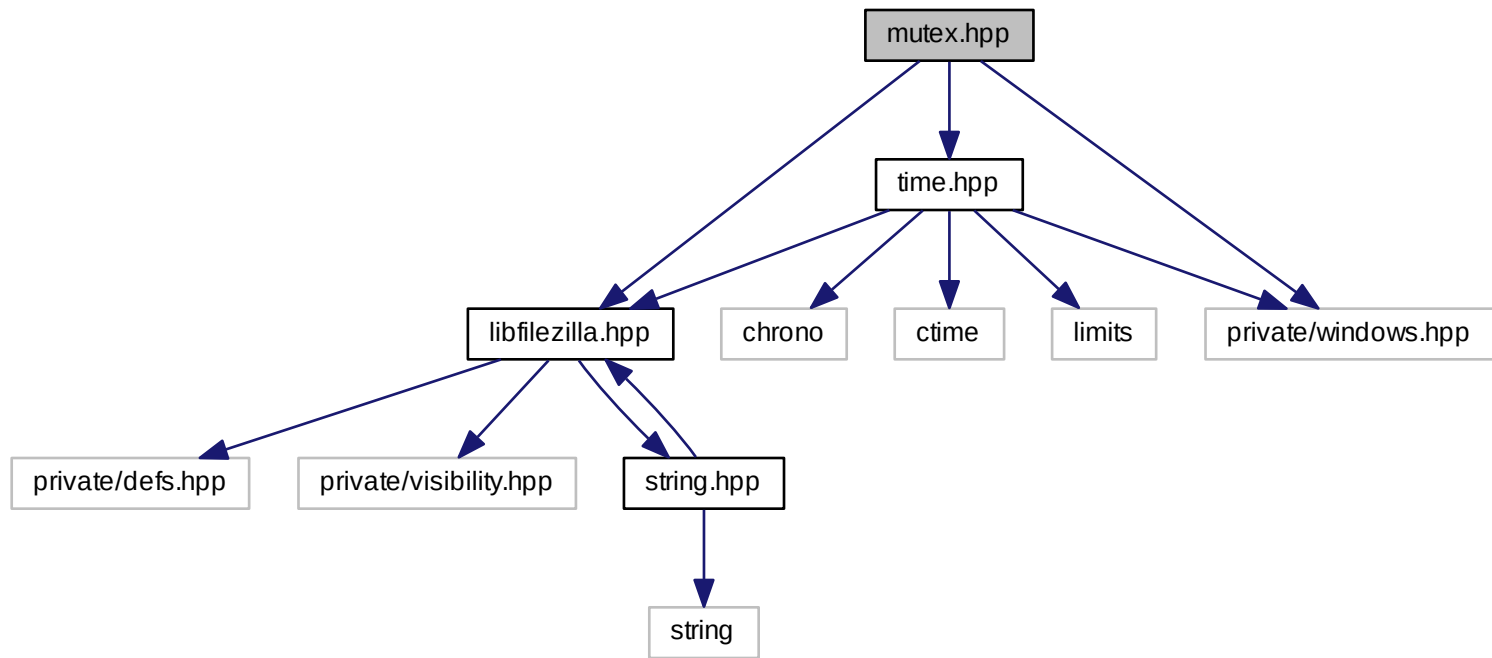 mutex.hpp
time.hpp
libfilezilla.hpp
chrono
ctime
limits
private/windows.hpp
private/defs.hpp
private/visibility.hpp
string.hpp
string